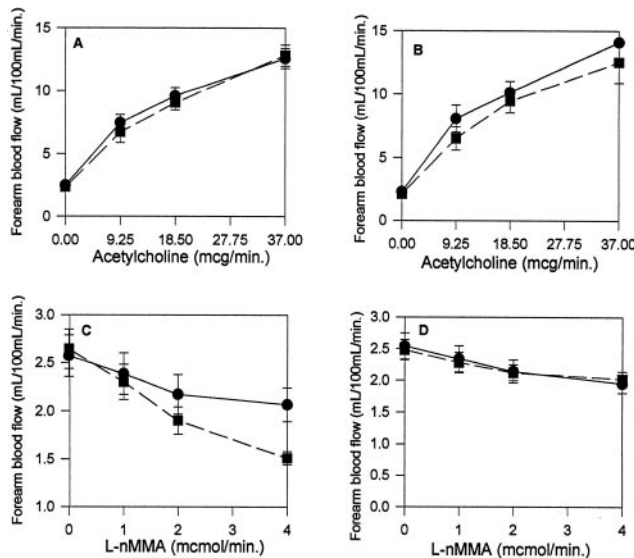 A
Forearm blood flow (mL/100mL/min.)
15
10
5
0
0.00 9.25 18.50 27.75 37.00
Acetylcholine (mcg/min.)
B
Forearm blood flow (mL/100mL/min.)
15
10
5
0
0.00 9.25 18.50 27.75 37.00
Acetylcholine (mcg/min.)
C
Forearm blood flow (mL/100mL/min.)
3.0
2.5
2.0
1.5
1.0
0 1 2 3 4
L-nMMA (mcmol/min.)
D
Forearm blood flow (mL/100mL/min.)
3.0
2.5
2.0
1.5
1.0
0.5
0.0
0 1 2 3 4
L-nMMA (mcmol/min.)